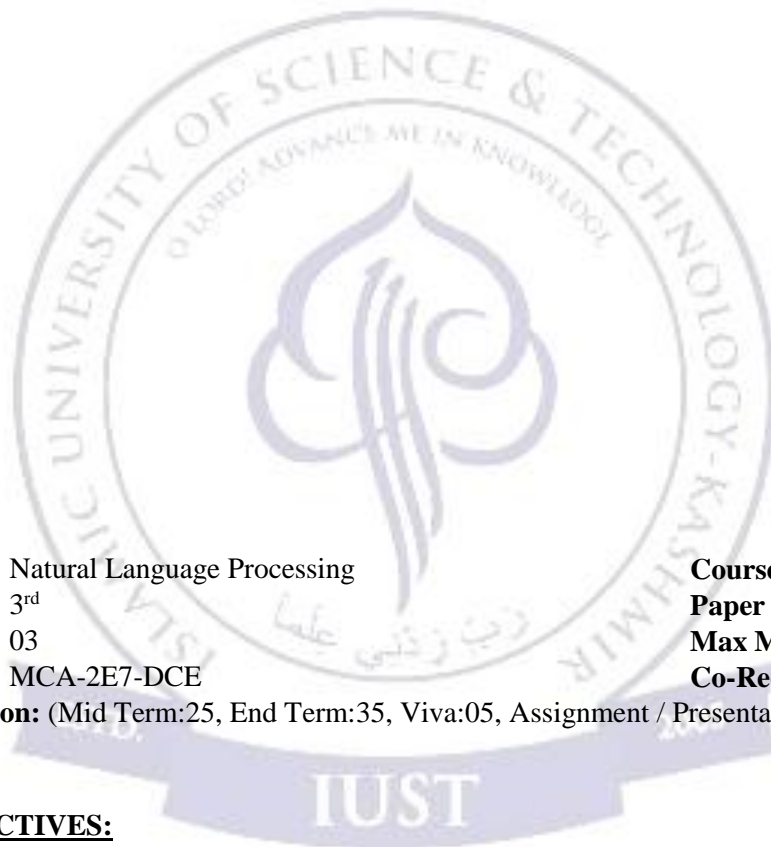 ISLAMIC UNIVERSITY OF SCIENCE & TECHNOLOGY-KASHMIR
O LORD! ADVANCE ME IN KNOWLEDGE
Natural Language Processing Course
3rd Paper
03 Max M
MCA-2E7-DCE Co-Re
on: (Mid Term:25, End Term:35, Viva:05, Assignment / Presenta
رب زدني علما
IUST
CTIVES: